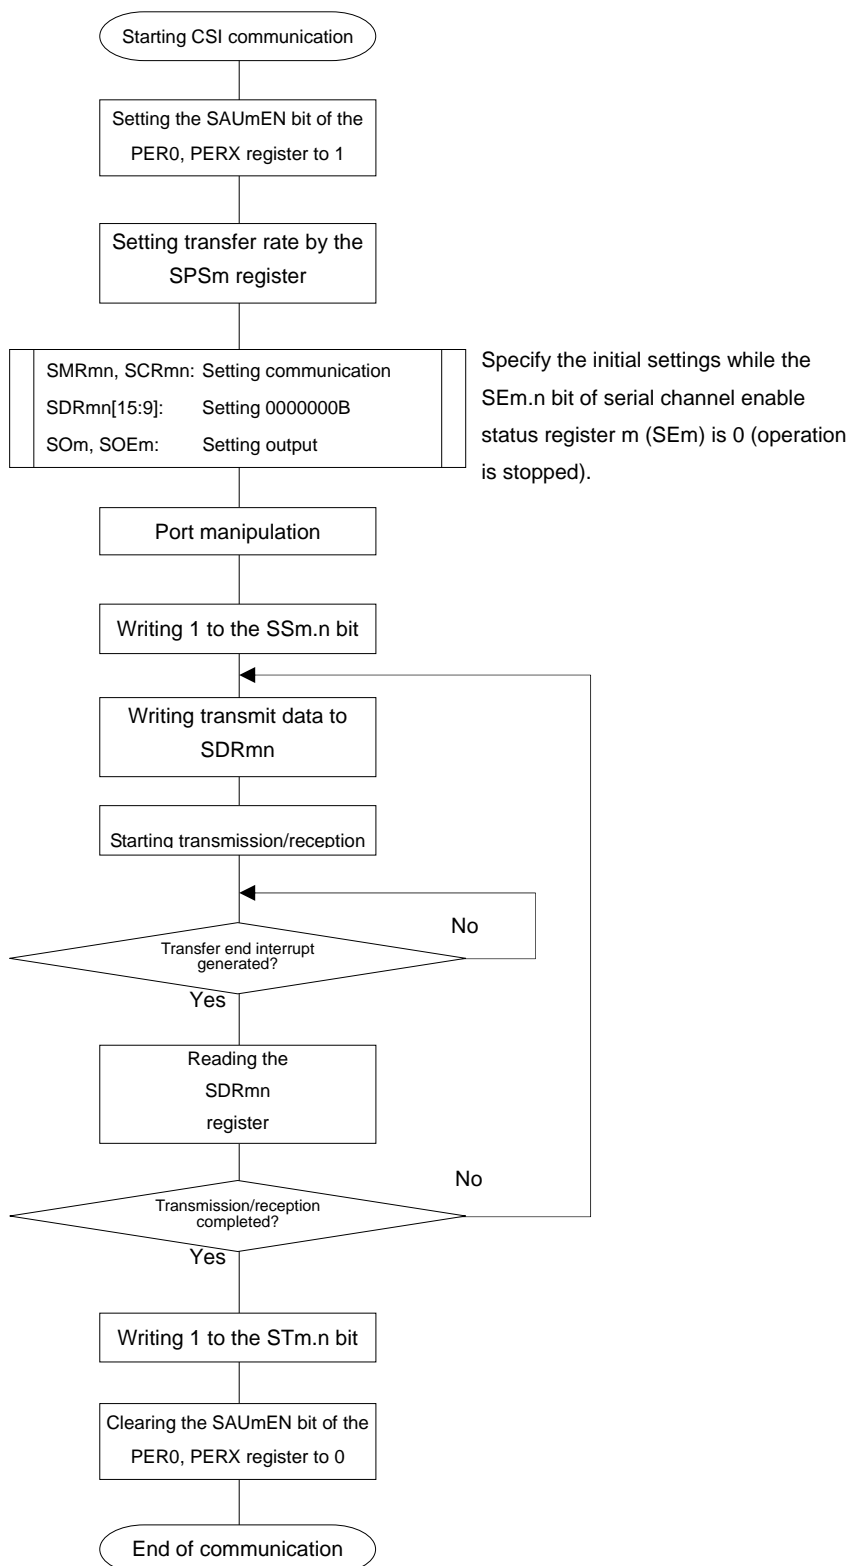 Starting CSI communication
Setting the SAUmEN bit of the
PER0, PERX register to 1
Setting transfer rate by the
SPSm register
SMRmn, SCRmn: Setting communication
SDRmn[15:9]: Setting 0000000B
SOm, SOEm: Setting output
Specify the initial settings while the
SEm.n bit of serial channel enable
status register m (SEm) is 0 (operation
is stopped).
Port manipulation
Writing 1 to the SSm.n bit
Writing transmit data to
SDRmn
Starting transmission/reception
No
Transfer end interrupt
generated?
Yes
Reading the
SDRmn
register
No
Transmission/reception
completed?
Yes
Writing 1 to the STm.n bit
Clearing the SAUmEN bit of the
PER0, PERX register to 0
End of communication